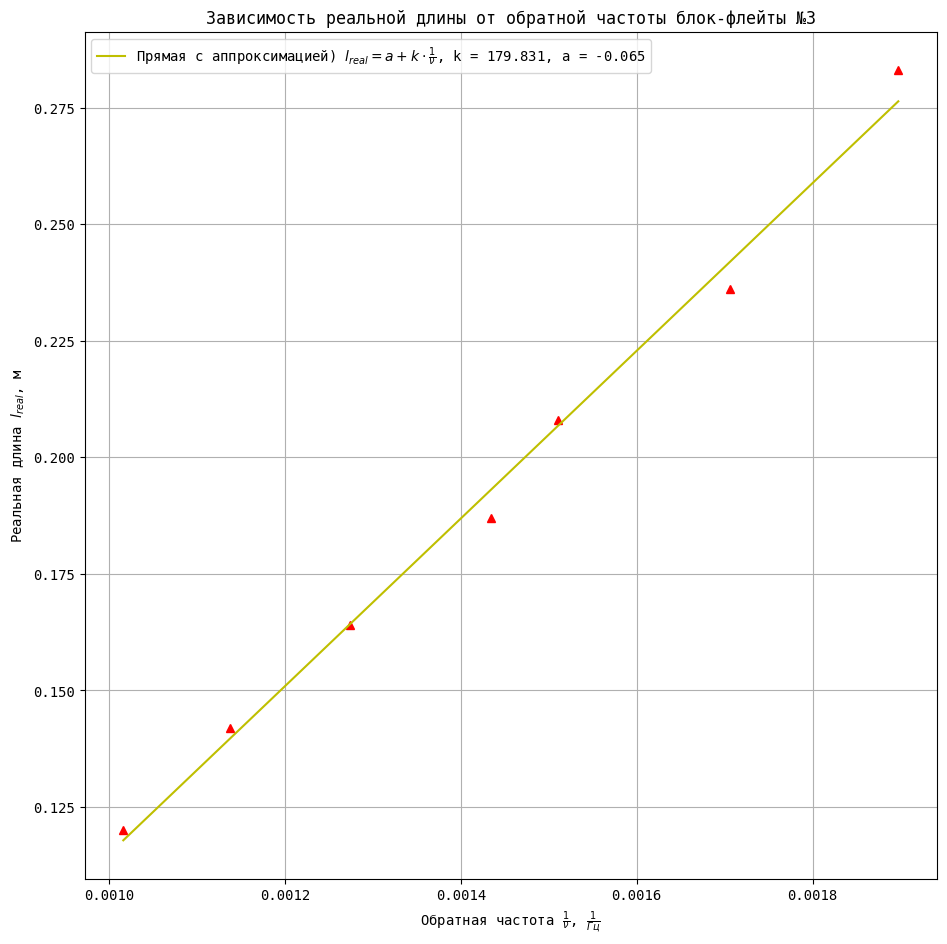 Зависимость реальной длины от обратной частоты блок-флейты №3
Прямая с аппроксимацией) $l_{real} = a + k \cdot \frac{1}{\nu}$, k = 179.831, a = -0.065
0.275
0.250
0.225
0.200
0.175
0.150
0.125
Реальная длина $l_{real}$, м
0.0010 0.0012 0.0014 0.0016 0.0018
Обратная частота $\frac{1}{\nu}$, $\frac{1}{Гц}$